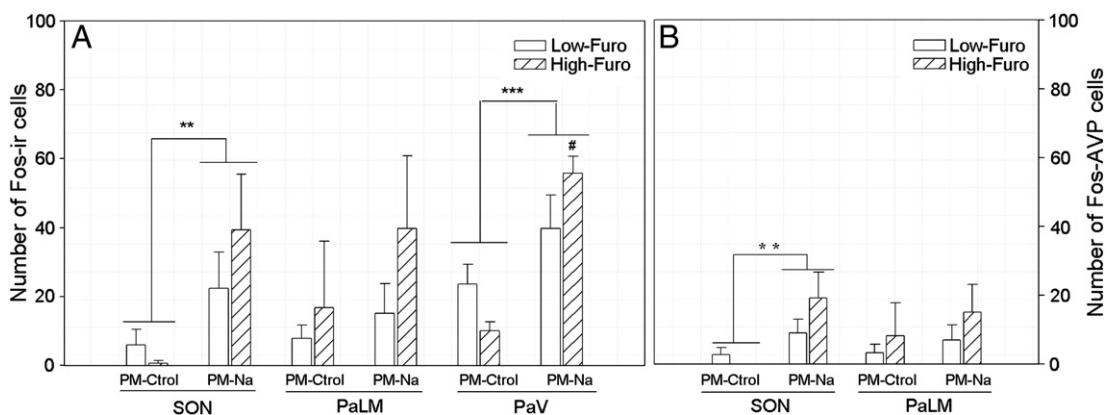 A
Number of Fos-ir cells
100
80
60
40
20
0
Low-Furo
High-Furo
**
***
#
PM-Ctrol PM-Na PM-Ctrol PM-Na PM-Ctrol PM-Na
SON PaLM PaV
B
Low-Furo
High-Furo
* *
PM-Ctrol PM-Na PM-Ctrol PM-Na
SON PaLM
100
80
60
40
20
0
Number of Fos-AVP cells